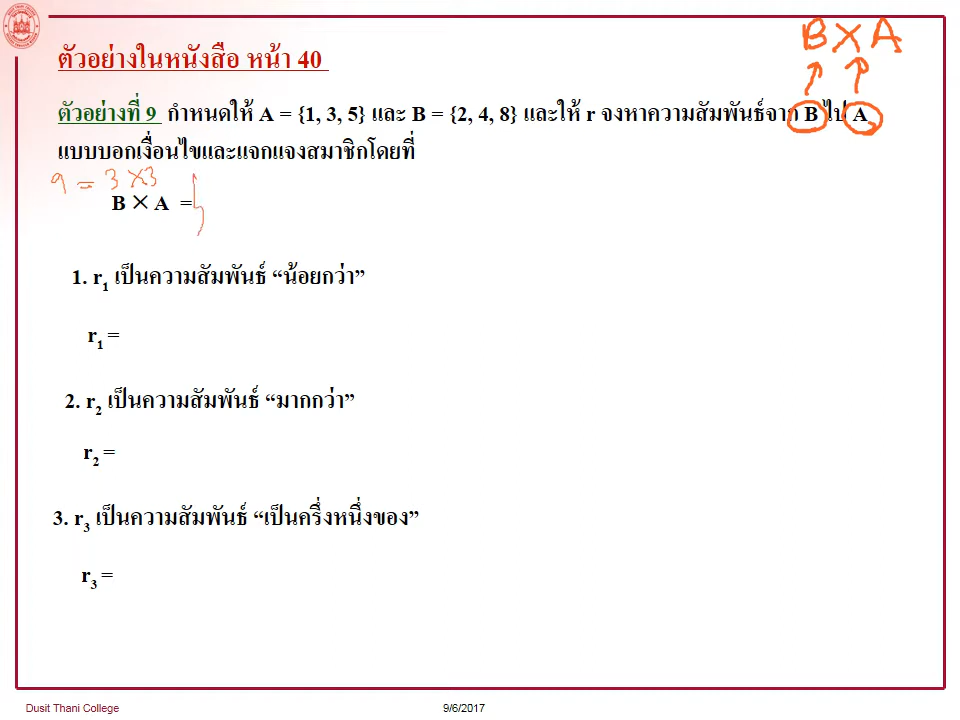 B X A
ตัวอย่างในหนังสือ หน้า 40
ตัวอย่างที่ 9 กำหนดให้ A = {1, 3, 5} และ B = {2, 4, 8} และให้ r จงหาความสัมพันธ์จาก B ไป A
แบบบอกเงื่อนไขและแจกแจงสมาชิกโดยที่
9 = 3 X 3
B × A = {
1. r₁ เป็นความสัมพันธ์ “น้อยกว่า”
r₁ =
2. r₂ เป็นความสัมพันธ์ “มากกว่า”
r₂ =
3. r₃ เป็นความสัมพันธ์ “เป็นครึ่งหนึ่งของ”
r₃ =
Dusit Thani College
9/6/2017